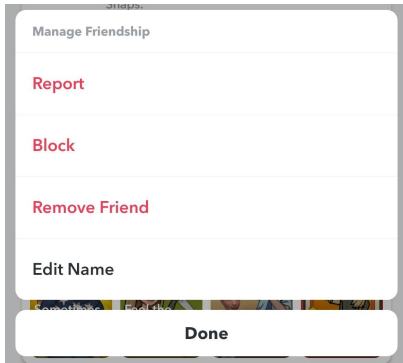 Snaps.
Manage Friendship
Report
Block
Remove Friend
Edit Name
Sometimes Feel the
Done